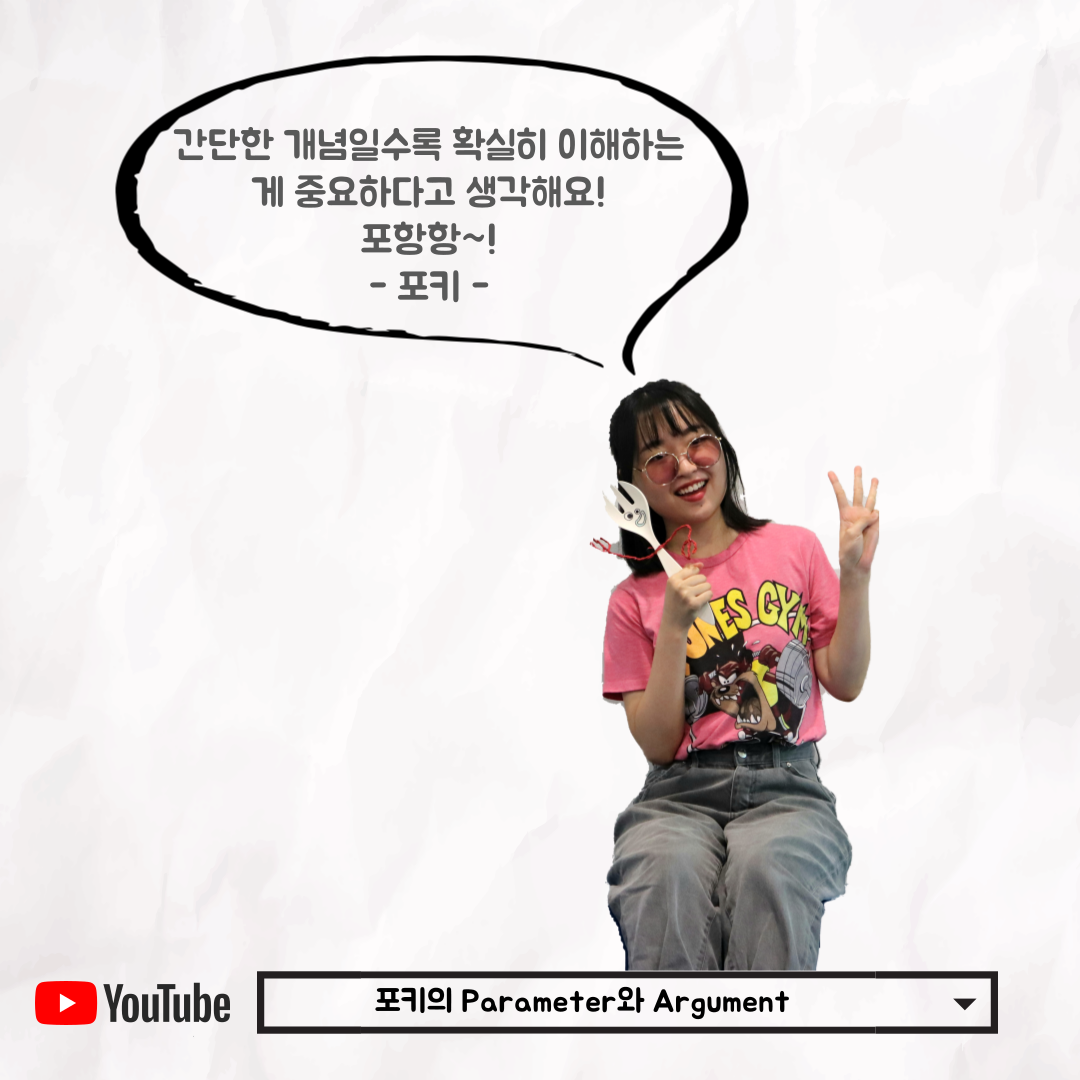 간단한 개념일수록 확실히 이해하는
게 중요하다고 생각해요!
포항항~!
- 포키 -
GYM
YouTube
포키의 Parameter와 Argument